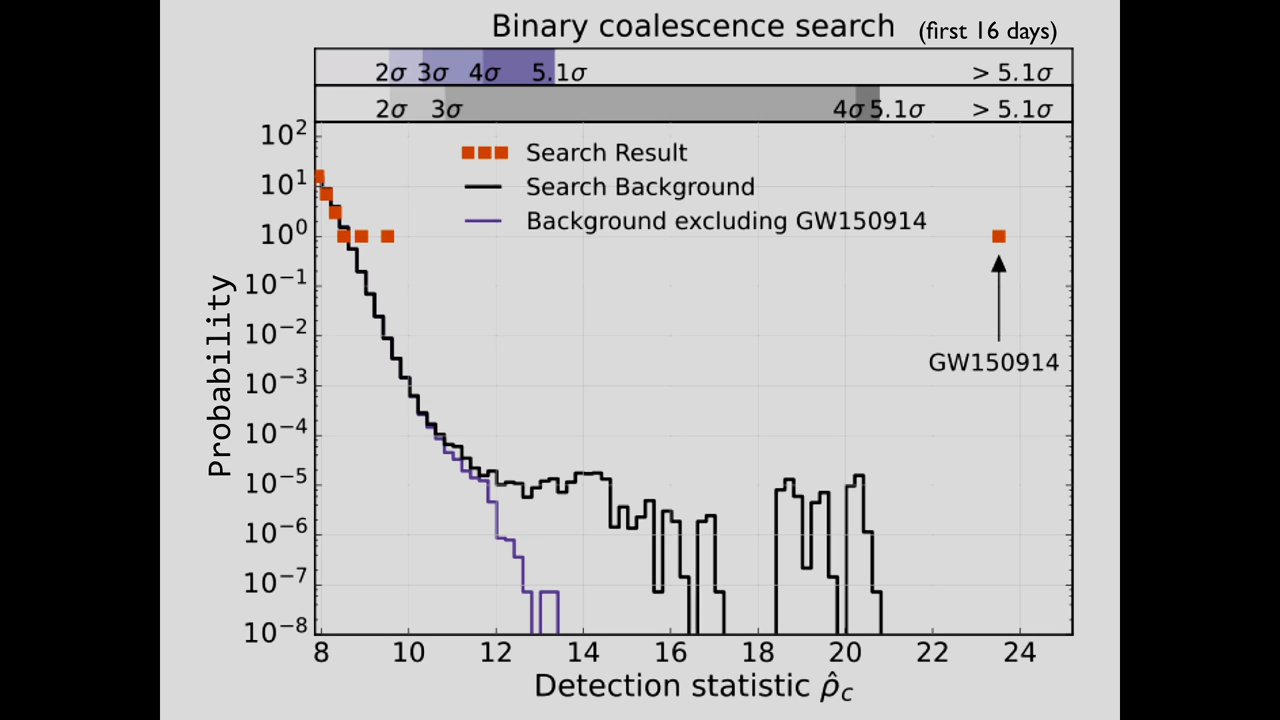 Binary coalescence search (first 16 days)
2σ 3σ 4σ 5.1σ > 5.1σ
2σ 3σ 4σ 5.1σ > 5.1σ
Search Result
Search Background
Background excluding GW150914
GW150914
Probability
10²
10¹
10⁰
10⁻¹
10⁻²
10⁻³
10⁻⁴
10⁻⁵
10⁻⁶
10⁻⁷
10⁻⁸
8 10 12 14 16 18 20 22 24
Detection statistic ρ̂c